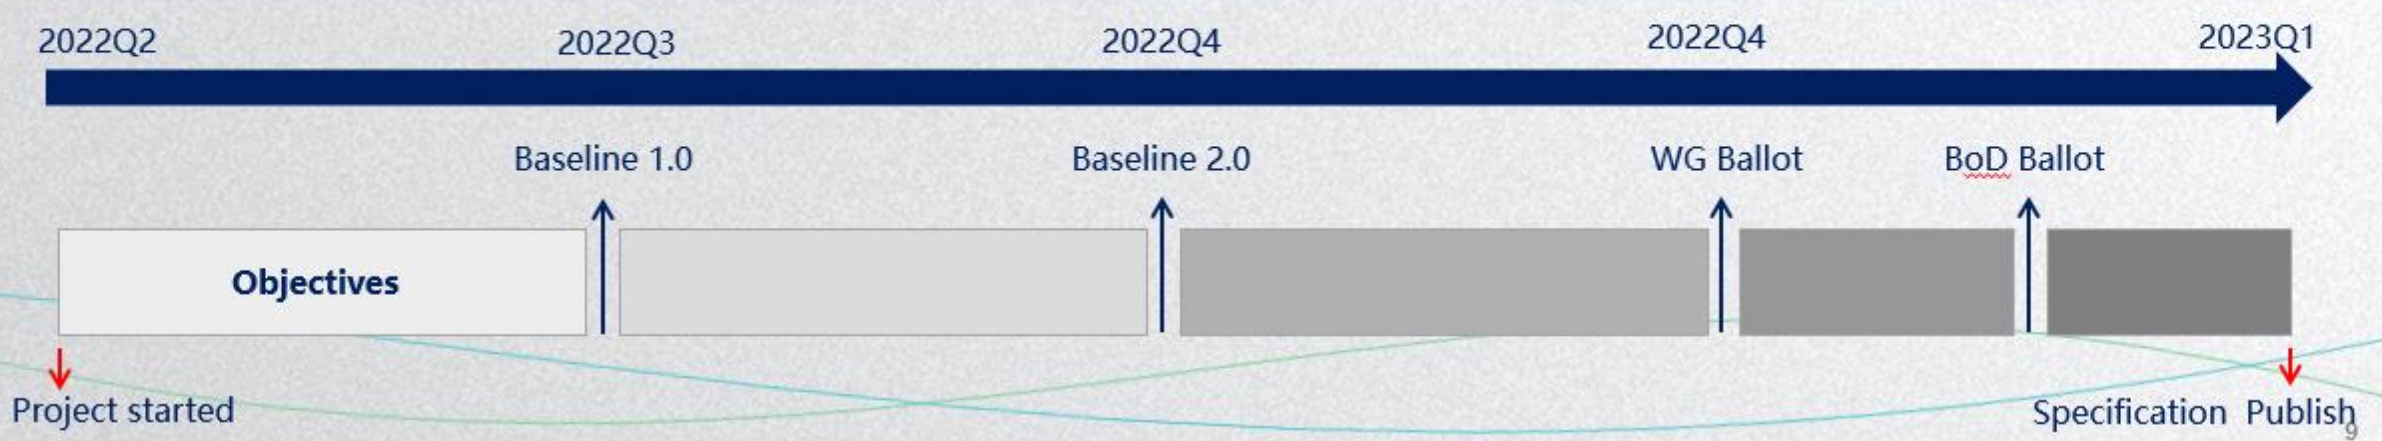 2022Q2 2022Q3 2022Q4 2022Q4 2023Q1
Baseline 1.0 Baseline 2.0 WG Ballot BoD Ballot
Objectives
Project started Specification Publish
9